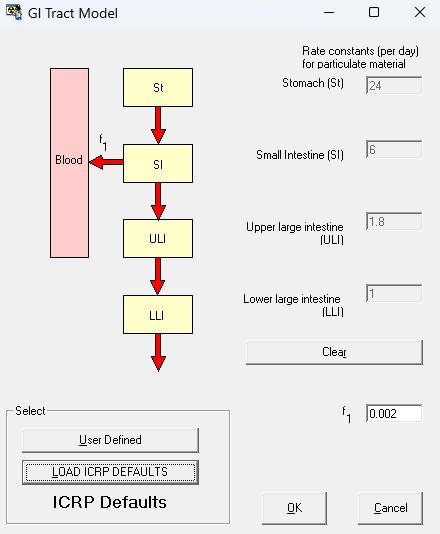 GI Tract Model
Rate constants (per day)
for particulate material
St
Stomach (St)
24
f1
Blood
SI
Small Intestine (SI)
6
ULI
Upper large intestine
(ULI)
1.8
LLI
Lower large intestine
(LLI)
1
Clear
Select
f1
0.002
User Defined
LOAD ICRP DEFAULTS
ICRP Defaults
OK
Cancel